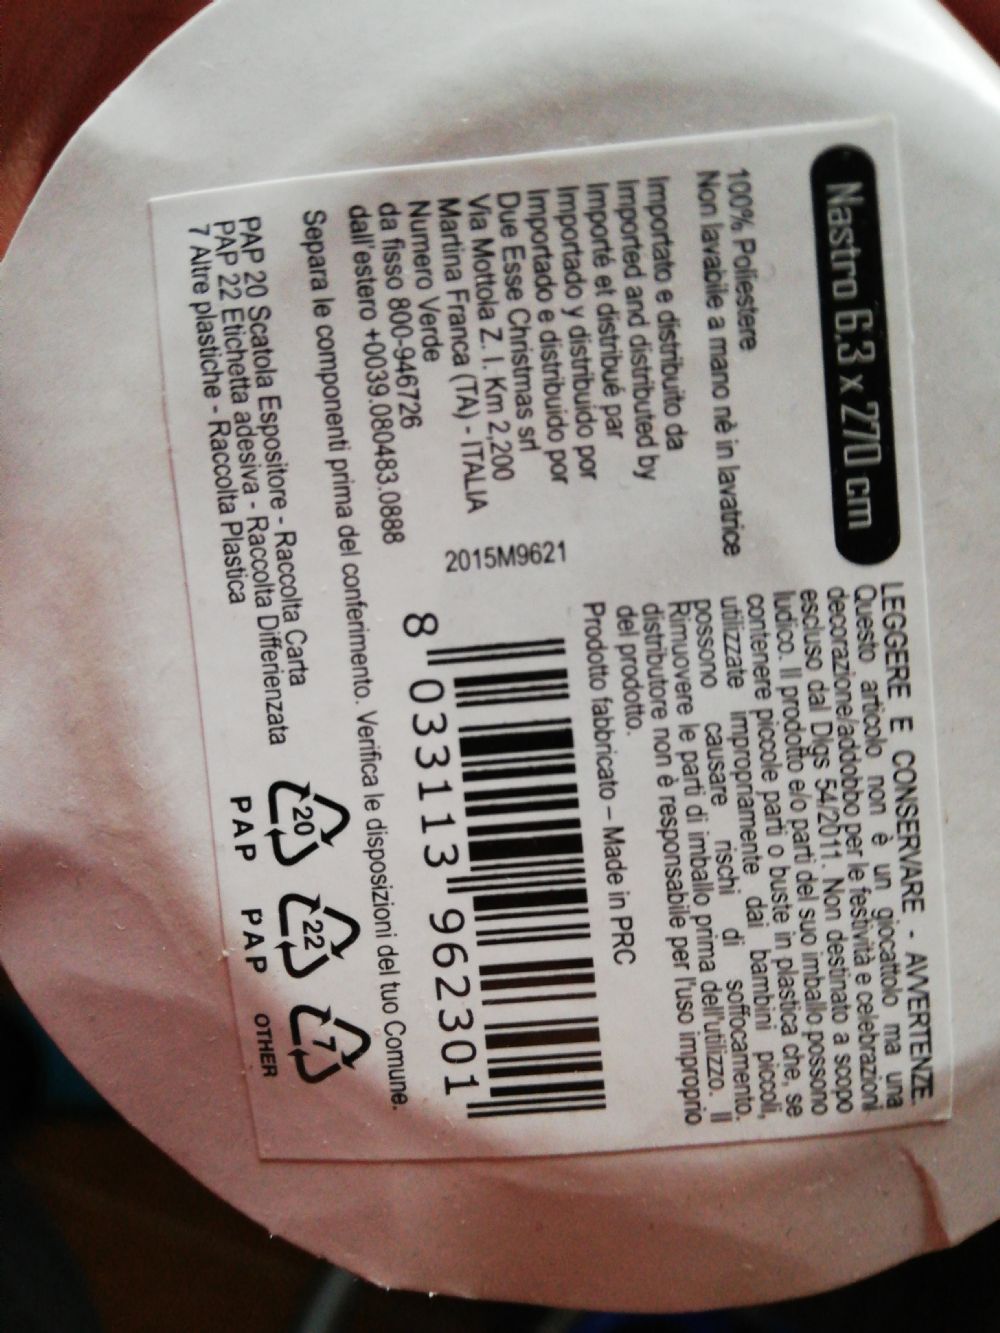 Nastro 6,3 x 270 cm
100% Poliestere
Non lavabile a mano nè in lavatrice
Importato e distribuito da
Imported and distributed by
Importé et distribué par
Importado y distribuido por
Importado e distribuido por
Due Esse Christmas srl
Via Mottola Z. I. Km 2,200
Martina Franca (TA) - ITALIA
Numero Verde
da fisso 800-946726
dall'estero +0039.080483.0888
2015M9621
LEGGERE E CONSERVARE - AVVERTENZE.
Questo articolo non è un giocattolo ma una
decorazione/addobbo per le festività e celebrazioni
escluso dal Dlgs 54/2011. Non destinato a scopo
ludico. Il prodotto e/o parti del suo imballo possono
contenere piccole parti o buste in plastica che, se
utilizzate impropriamente dai bambini piccoli,
possono causare rischi di soffocamento.
Rimuovere le parti di imballo prima dell'utilizzo. Il
distributore non è responsabile per l'uso improprio
del prodotto.
Prodotto fabbricato – Made in PRC
8 033113 962301
Separa le componenti prima del conferimento. Verifica le disposizioni del tuo Comune.
PAP 20 Scatola Espositore - Raccolta Carta
PAP 22 Etichetta adesiva - Raccolta Differienzata
7 Altre plastiche - Raccolta Plastica
20 22 7
PAP PAP OTHER